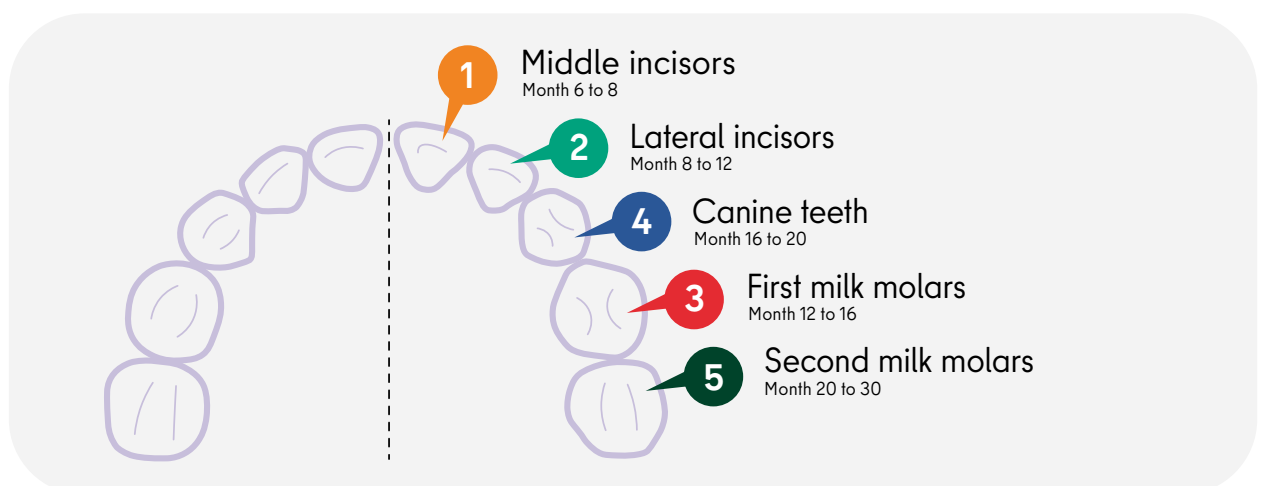 1
Middle incisors
Month 6 to 8
2
Lateral incisors
Month 8 to 12
4
Canine teeth
Month 16 to 20
3
First milk molars
Month 12 to 16
5
Second milk molars
Month 20 to 30